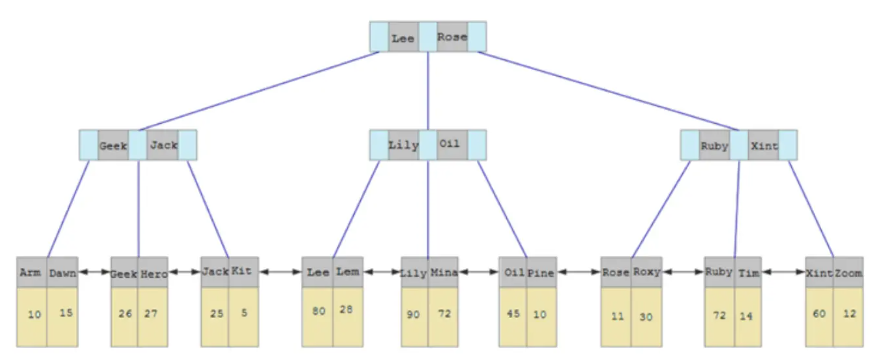 Lee Rose
Geek Jack Lily Oil Ruby Xint
Arm Dawn Geek Hero Jack Kit Lee Lem Lily Mina Oil Pine Rose Roxy Ruby Tim Xint Zoom
10 15 26 27 25 5 80 28 90 72 45 10 11 30 72 14 60 12